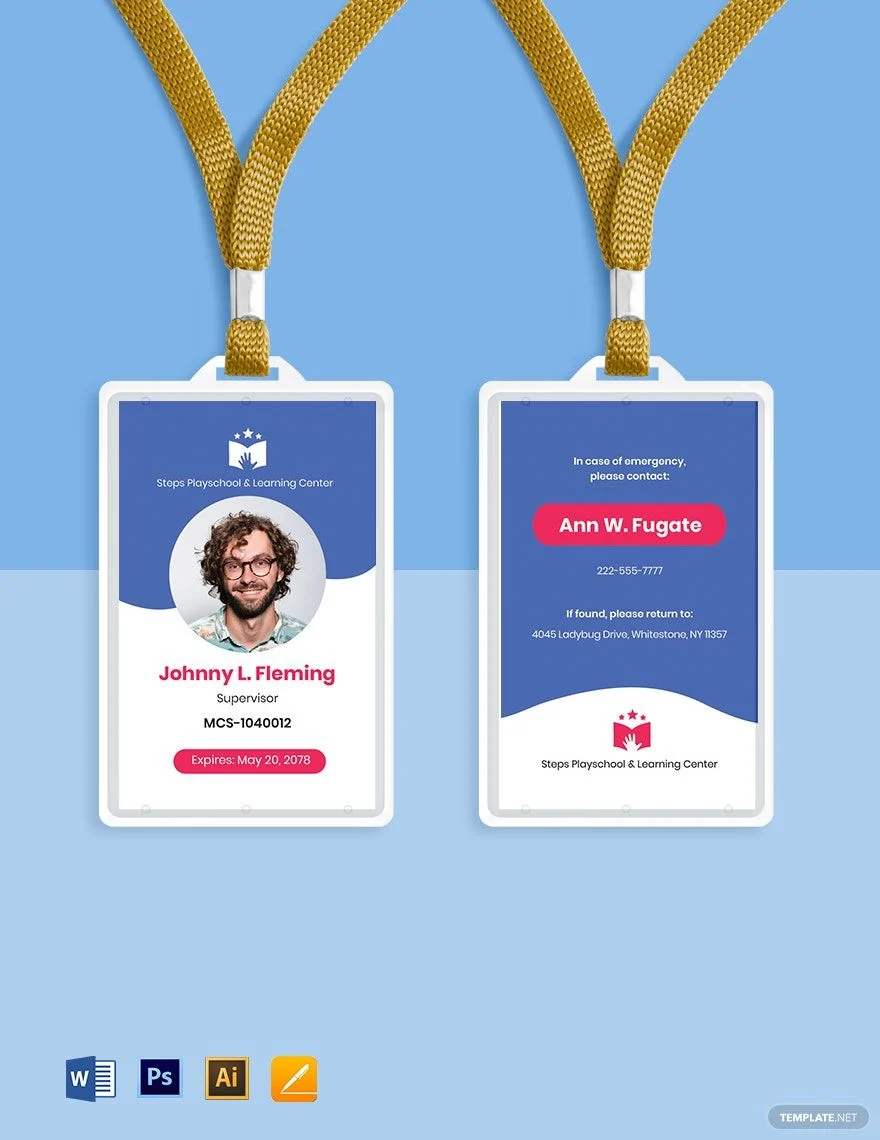 Steps Playschool & Learning Center
Johnny L. Fleming
Supervisor
MCS-1040012
Expires: May 20, 2078
In case of emergency,
please contact:
Ann W. Fugate
222-555-7777
If found, please return to:
4045 Ladybug Drive, Whitestone, NY 11357
Steps Playschool & Learning Center
W
Ps
Ai
TEMPLATE.NET